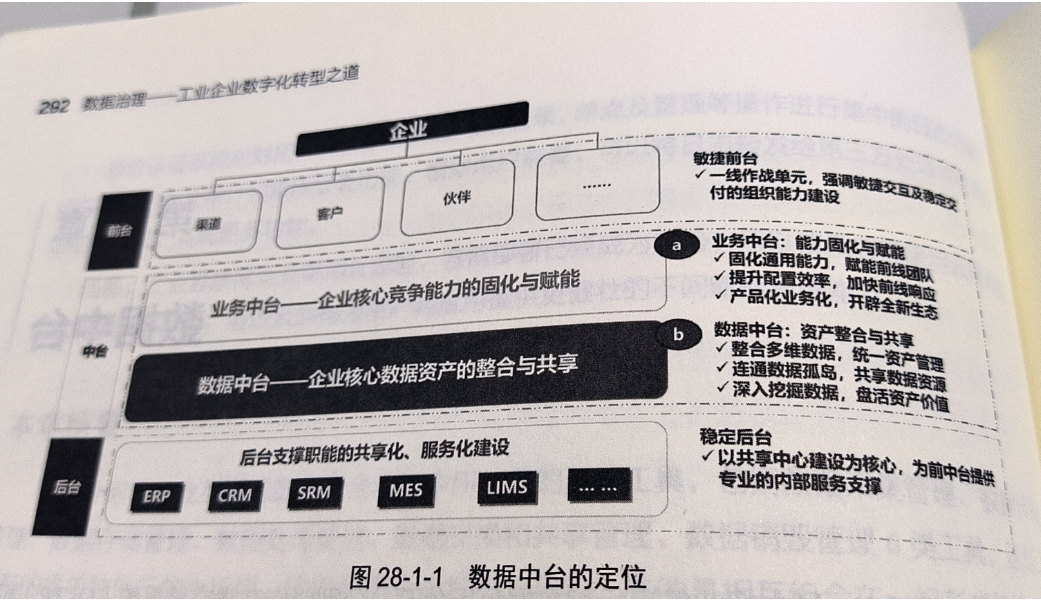 292 数据治理——工业企业数字化转型之道
企业
前台
渠道
客户
伙伴
……
敏捷前台
✓ 一线作战单元，强调敏捷交互及稳定交
付的组织能力建设
中台
业务中台——企业核心竞争能力的固化与赋能
a
业务中台：能力固化与赋能
✓ 固化通用能力，赋能前线团队
✓ 提升配置效率，加快前线响应
✓ 产品化业务化，开辟全新生态
数据中台——企业核心数据资产的整合与共享
b
数据中台：资产整合与共享
✓ 整合多维数据，统一资产管理
✓ 连通数据孤岛，共享数据资源
✓ 深入挖掘数据，盘活资产价值
后台
后台支撑职能的共享化、服务化建设
ERP
CRM
SRM
MES
LIMS
… …
稳定后台
✓ 以共享中心建设为核心，为前中台提供
专业的内部服务支撑
图 28-1-1 数据中台的定位